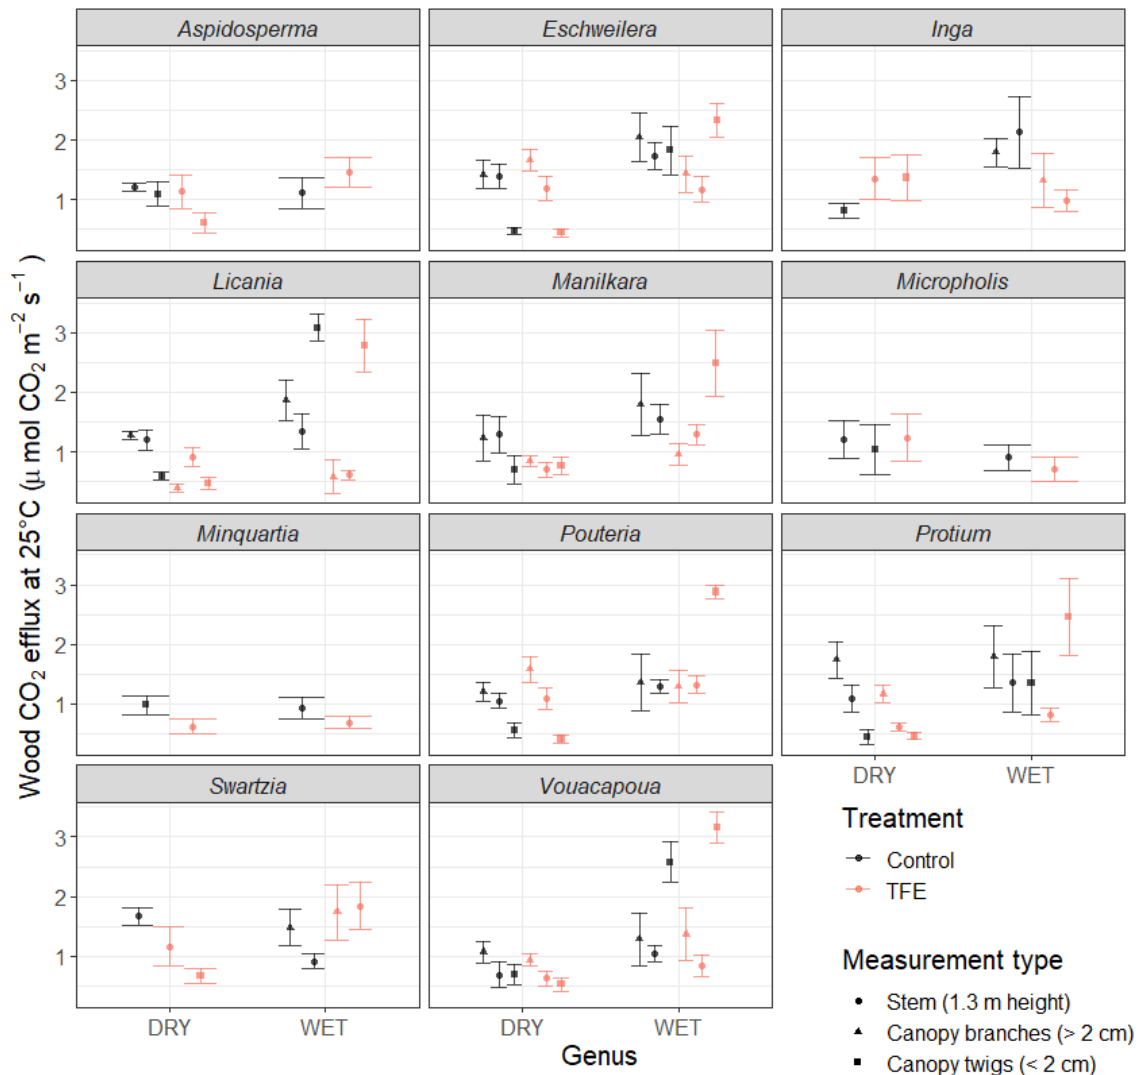 Aspidosperma Eschweilera Inga
3
2
1
Licania Manilkara Micropholis
3
2
1
Minquartia Pouteria Protium
3
2
1
DRY WET
Swartzia Vouacapoua
3
2
1
DRY WET DRY WET
Genus
Wood CO₂ efflux at 25°C (μ mol CO₂ m⁻² s⁻¹)
Treatment
Control
TFE
Measurement type
Stem (1.3 m height)
Canopy branches (> 2 cm)
Canopy twigs (< 2 cm)